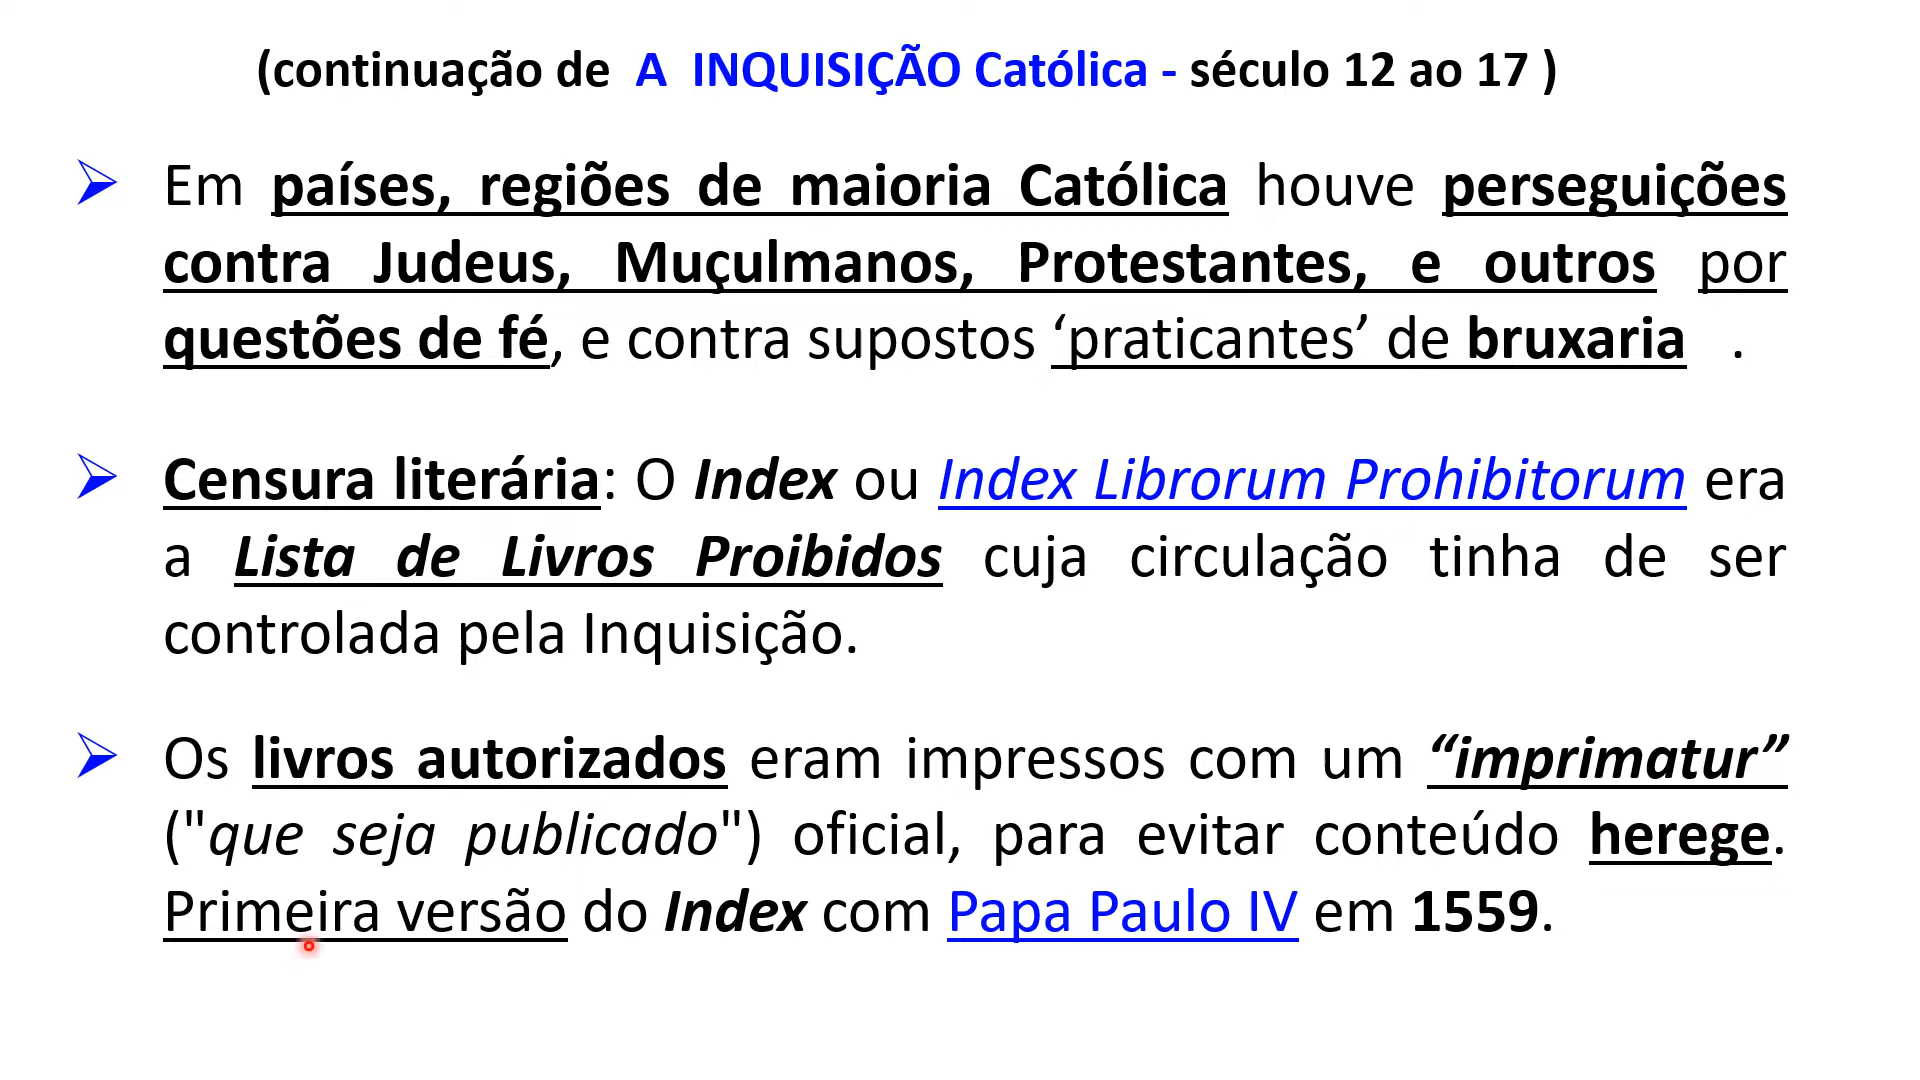 (continuação de A INQUISIÇÃO Católica - século 12 ao 17 )
Em países, regiões de maioria Católica houve perseguições
contra Judeus, Muçulmanos, Protestantes, e outros por
questões de fé, e contra supostos ‘praticantes’ de bruxaria .
Censura literária: O Index ou Index Librorum Prohibitorum era
a Lista de Livros Proibidos cuja circulação tinha de ser
controlada pela Inquisição.
Os livros autorizados eram impressos com um “imprimatur”
("que seja publicado") oficial, para evitar conteúdo herege.
Primeira versão do Index com Papa Paulo IV em 1559.